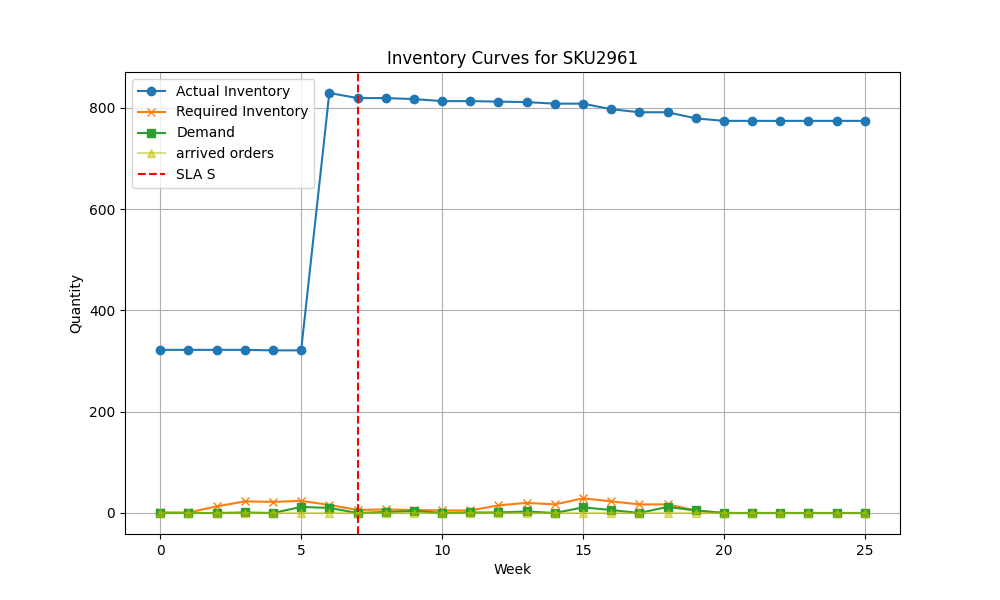 Inventory Curves for SKU2961
Actual Inventory
Required Inventory
Demand
arrived orders
SLA S
800
600
400
200
0
Quantity
0 5 10 15 20 25
Week